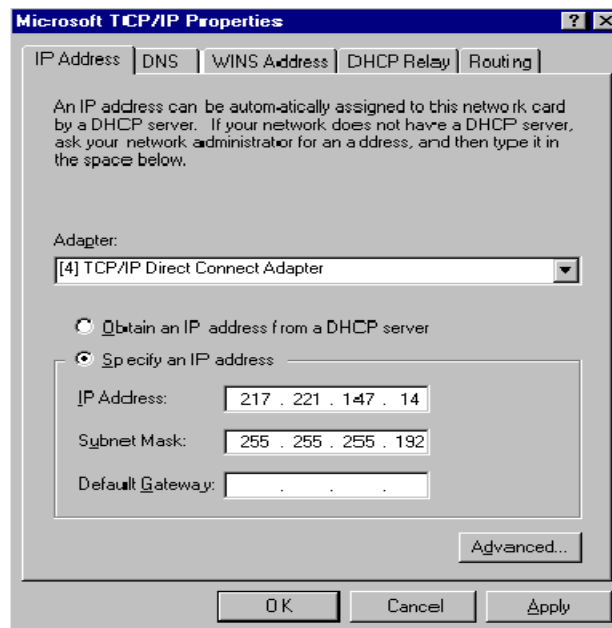 Microsoft TCP/IP Properties
IP Address DNS WINS Address DHCP Relay Routing
An IP address can be automatically assigned to this network card
by a DHCP server. If your network does not have a DHCP server,
ask your network administrator for an address, and then type it in
the space below.
Adapter:
[4] TCP/IP Direct Connect Adapter
Obtain an IP address from a DHCP server
Specify an IP address
IP Address: 217 . 221 . 147 . 14
Subnet Mask: 255 . 255 . 255 . 192
Default Gateway: . . .
Advanced...
OK Cancel Apply